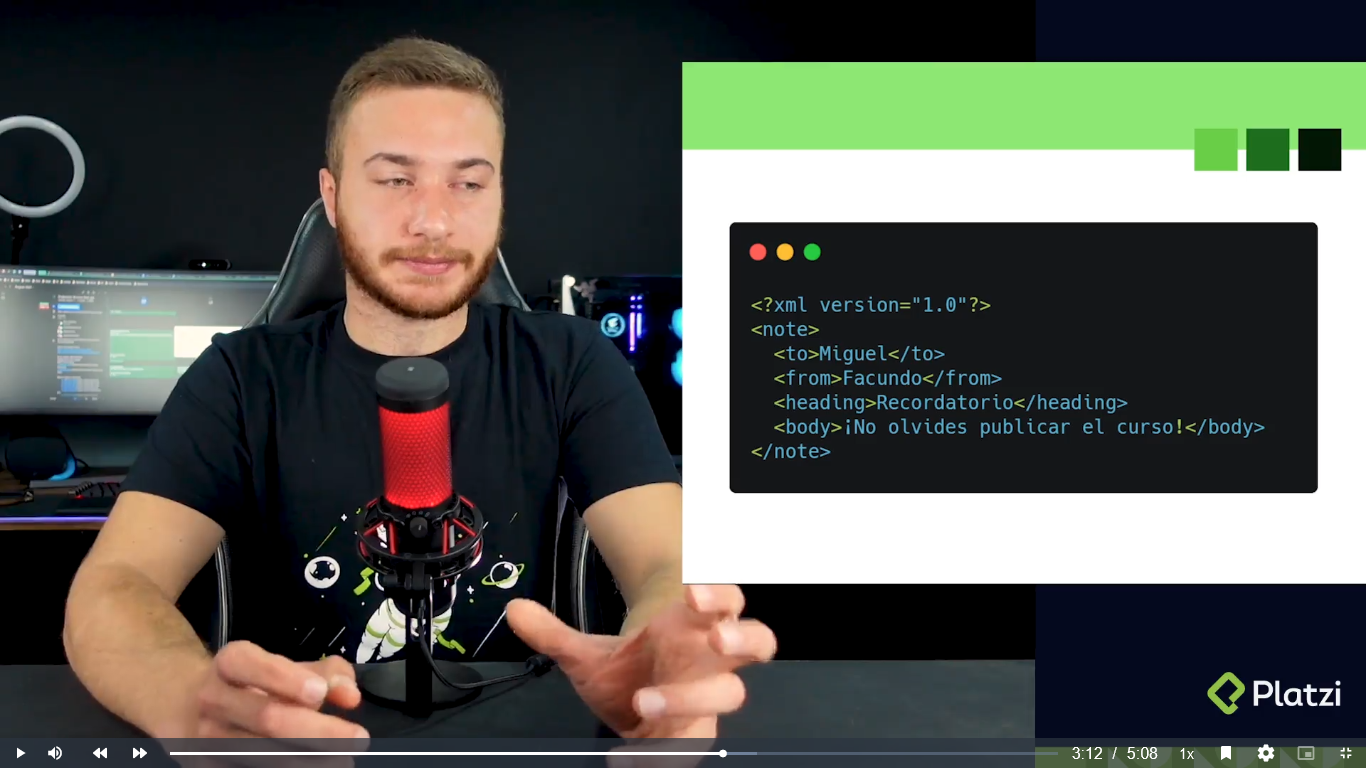 <?xml version="1.0"?>
<note>
  <to>Miguel</to>
  <from>Facundo</from>
  <heading>Recordatorio</heading>
  <body>¡No olvides publicar el curso!</body>
</note>
Platzi
3:12 / 5:08 1x